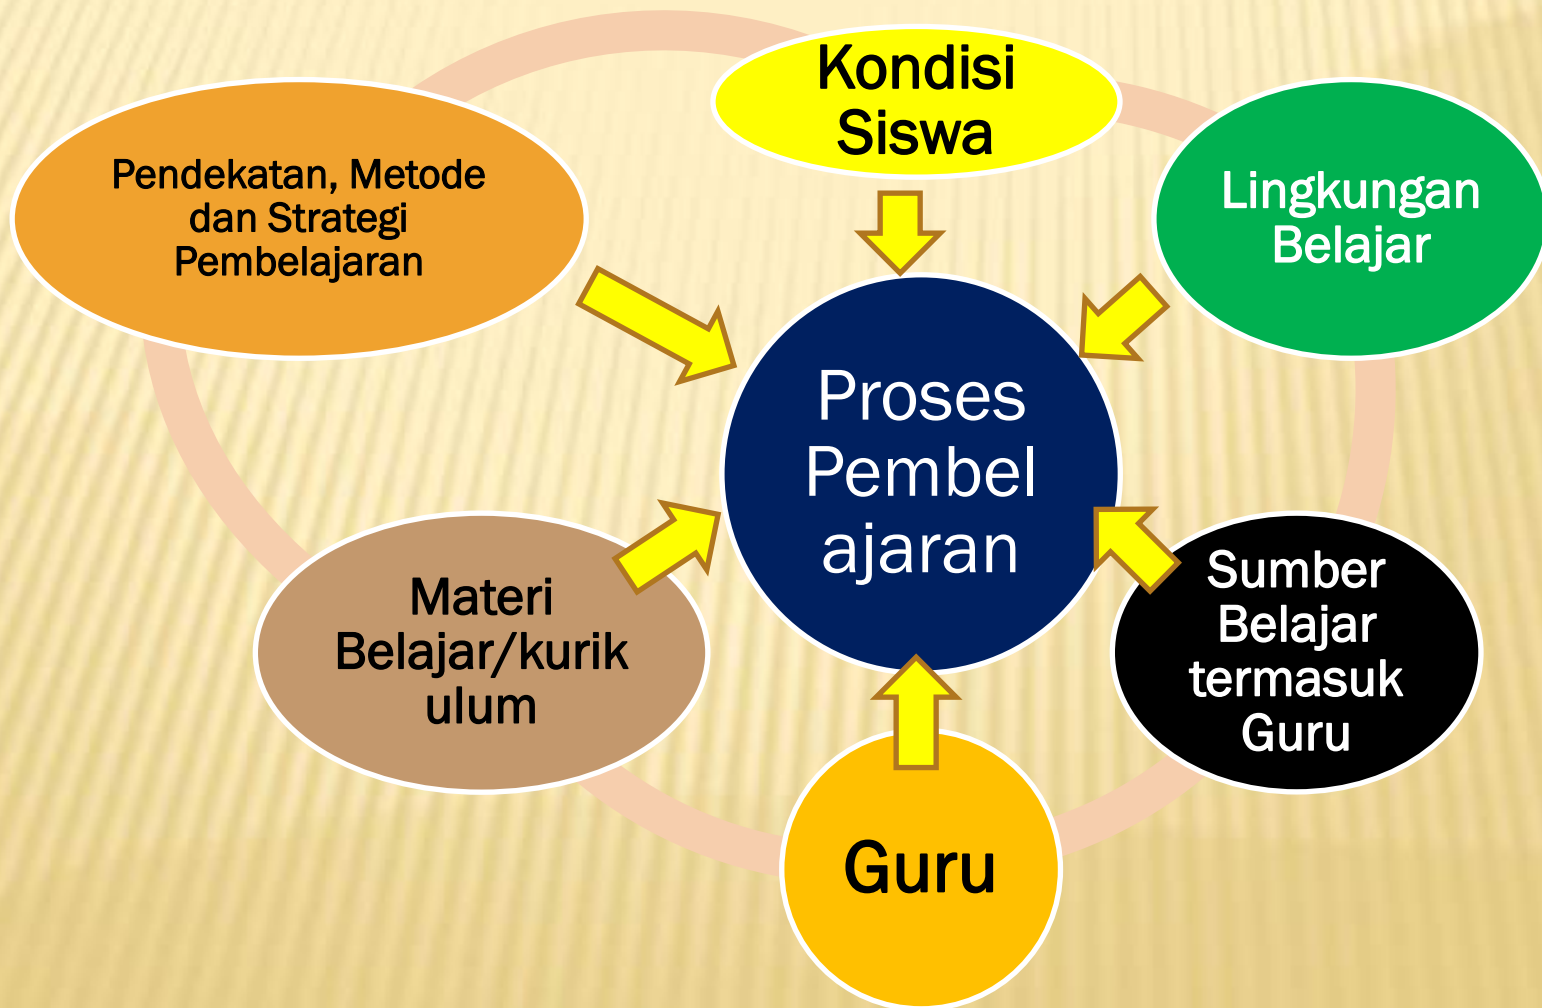 Kondisi
Siswa
Pendekatan, Metode
dan Strategi
Pembelajaran
Lingkungan
Belajar
Proses
Pembel
ajaran
Materi
Belajar/kurik
ulum
Sumber
Belajar
termasuk
Guru
Guru